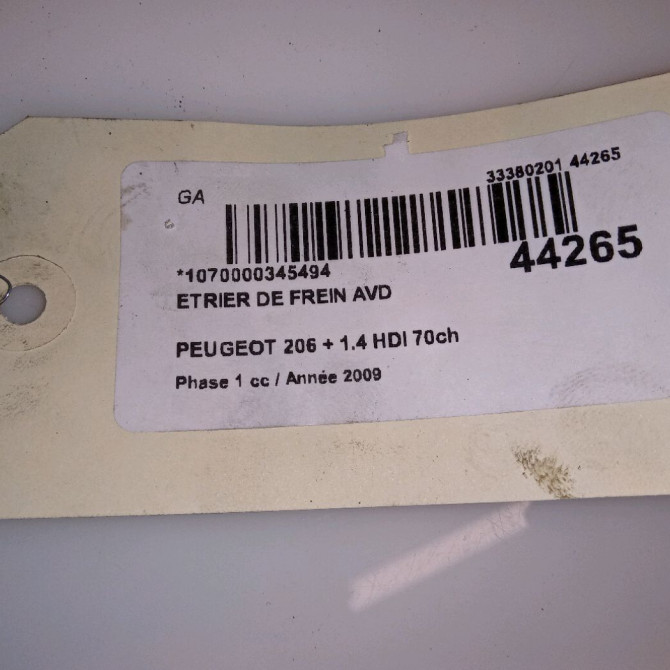 GA
33380201 44265
44265
*1070000345494
ETRIER DE FREIN AVD
PEUGEOT 206 + 1.4 HDI 70ch
Phase 1 cc / Année 2009